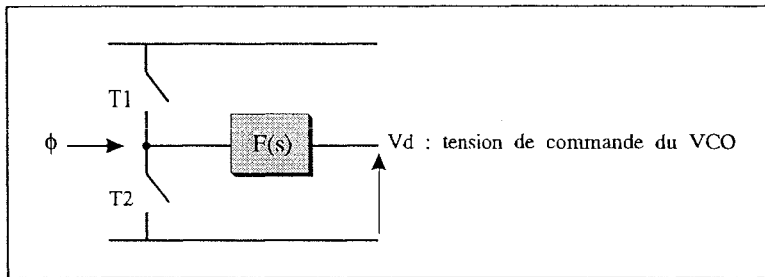 T1
ϕ
F(s)
Vd : tension de commande du VCO
T2